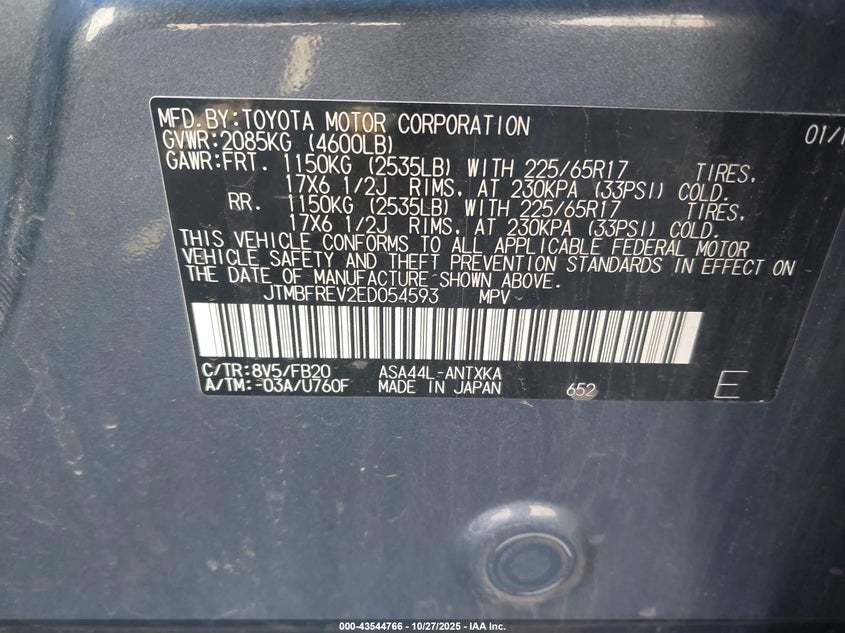 MFD.BY:TOYOTA MOTOR CORPORATION 01/1
GVWR:2085KG (4600LB)
GAWR:FRT. 1150KG (2535LB) WITH 225/65R17 TIRES,
17X6 1/2J RIMS, AT 230KPA (33PSI) COLD.
RR. 1150KG (2535LB) WITH 225/65R17 TIRES,
17X6 1/2J RIMS, AT 230KPA (33PSI) COLD.
THIS VEHICLE CONFORMS TO ALL APPLICABLE FEDERAL MOTOR
VEHICLE SAFETY AND THEFT PREVENTION STANDARDS IN EFFECT ON
THE DATE OF MANUFACTURE SHOWN ABOVE.
JTMBFREV2ED054593 MPV
C/TR:8V5/FB20 ASA44L-ANTXKA
A/TM:-03A/U760F MADE IN JAPAN 652 E
000-43544766 - 10/27/2025 - IAA Inc.